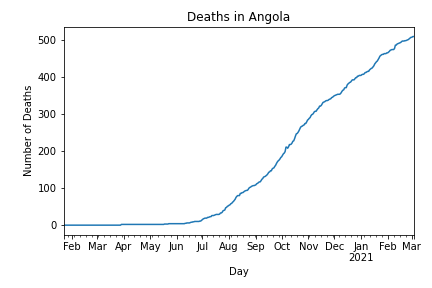 Deaths in Angola
Number of Deaths
500
400
300
200
100
0
Feb Mar Apr May Jun Jul Aug Sep Oct Nov Dec Jan Feb Mar
2021
Day